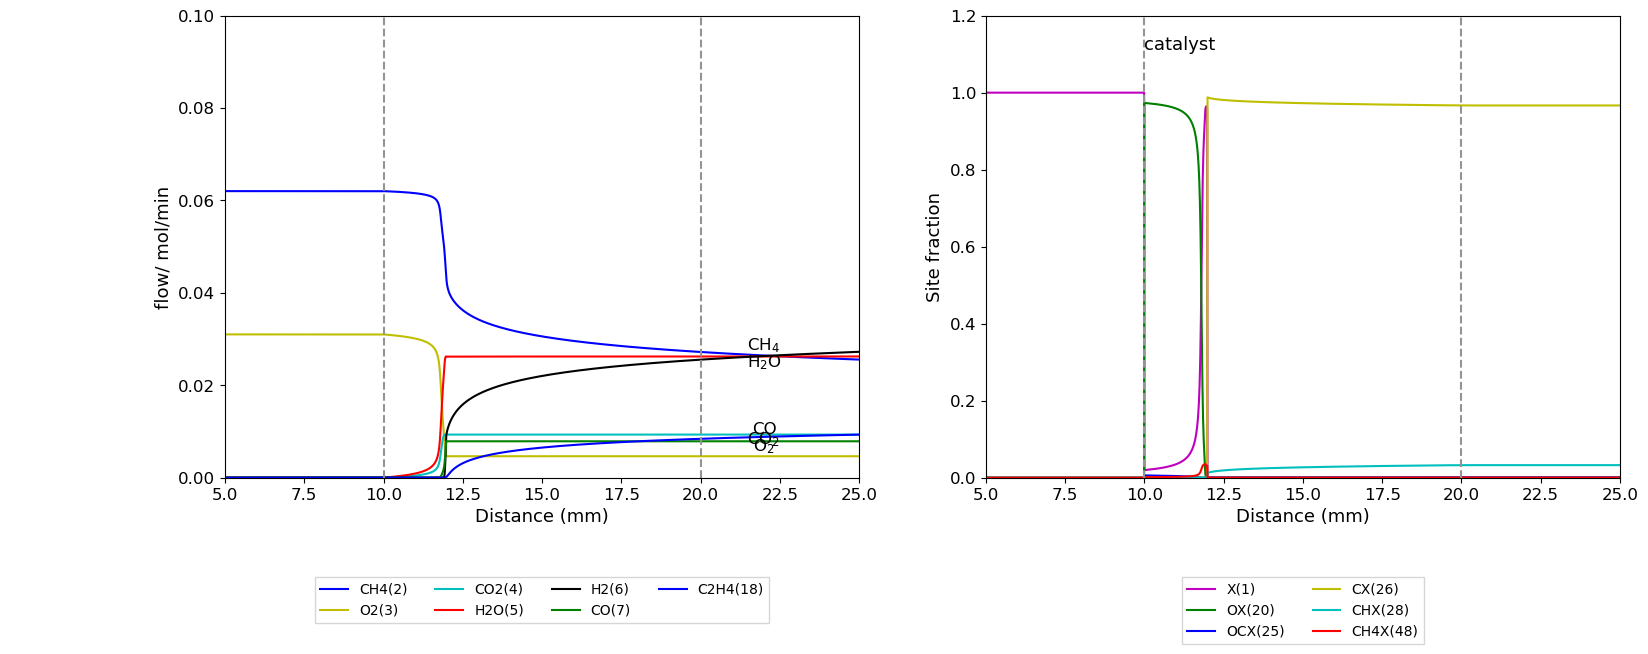 0.10
0.08
0.06
0.04
0.02
0.00
flow/ mol/min
5.0 7.5 10.0 12.5 15.0 17.5 20.0 22.5 25.0
Distance (mm)
CH₄
H₂O
CO
CO₂
O₂
CH4(2) CO2(4) H2(6) C2H4(18)
O2(3) H2O(5) CO(7)
1.2
1.0
0.8
0.6
0.4
0.2
0.0
Site fraction
catalyst
5.0 7.5 10.0 12.5 15.0 17.5 20.0 22.5 25.0
Distance (mm)
X(1) CX(26)
OX(20) CHX(28)
OCX(25) CH4X(48)